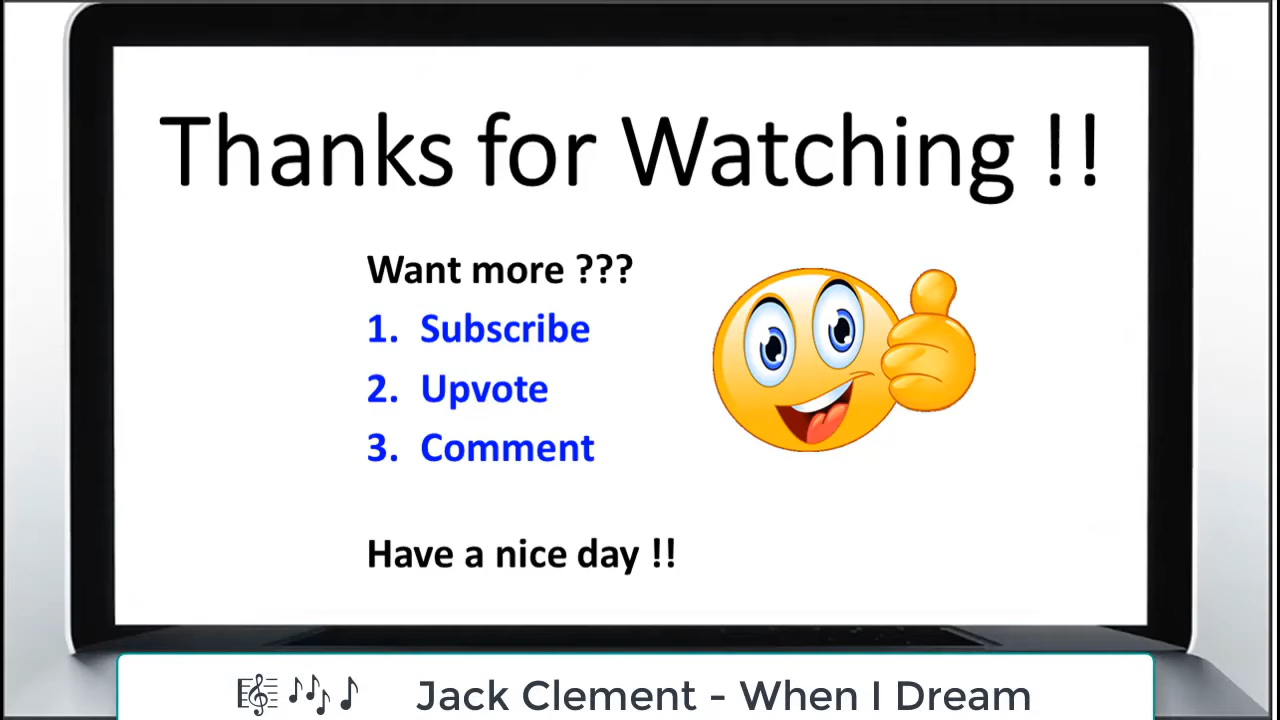 Thanks for Watching !!
Want more ???
1. Subscribe
2. Upvote
3. Comment
Have a nice day !!
Jack Clement - When I Dream